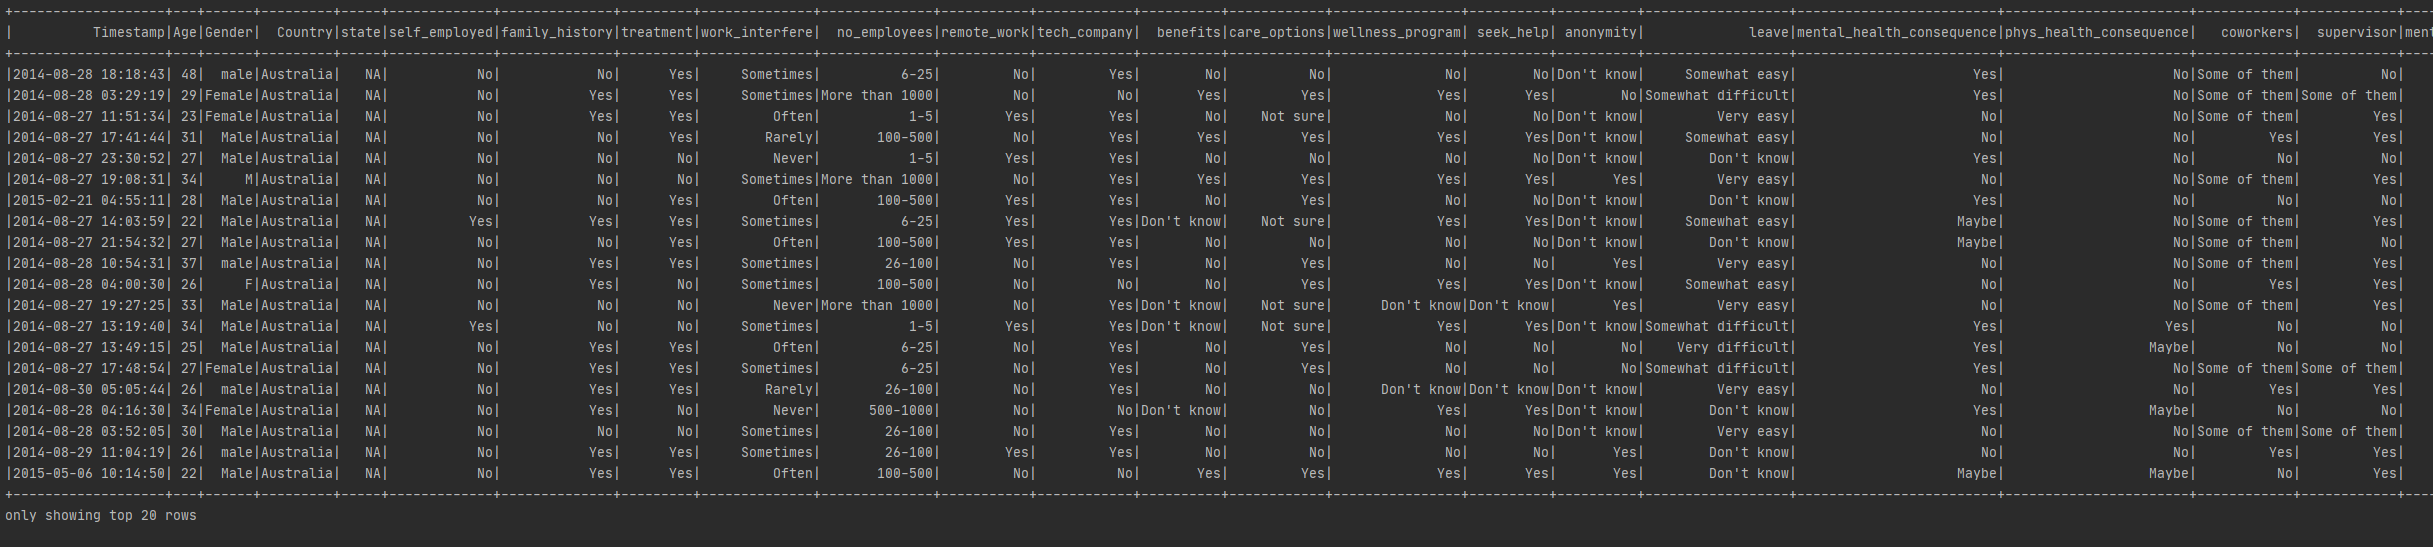 +-------------------+---+------+---------+-----+-------------+--------------+---------+--------------+--------------+-----------+------------+----------+------------+----------------+----------+----------+------------------+-------------------------+-----------------------+------------+------------+----
|          Timestamp|Age|Gender|  Country|state|self_employed|family_history|treatment|work_interfere|  no_employees|remote_work|tech_company|  benefits|care_options|wellness_program| seek_help| anonymity|             leave|mental_health_consequence|phys_health_consequence|   coworkers|  supervisor|ment
+-------------------+---+------+---------+-----+-------------+--------------+---------+--------------+--------------+-----------+------------+----------+------------+----------------+----------+----------+------------------+-------------------------+-----------------------+------------+------------+----
|2014-08-28 18:18:43| 48|  male|Australia|   NA|           No|            No|      Yes|     Sometimes|          6-25|         No|         Yes|        No|          No|              No|        No|Don't know|     Somewhat easy|                      Yes|                     No|Some of them|          No|
|2014-08-28 03:29:19| 29|Female|Australia|   NA|           No|           Yes|      Yes|     Sometimes|More than 1000|         No|          No|       Yes|         Yes|             Yes|       Yes|        No|Somewhat difficult|                      Yes|                     No|Some of them|Some of them|
|2014-08-27 11:51:34| 23|Female|Australia|   NA|           No|           Yes|      Yes|         Often|           1-5|        Yes|         Yes|        No|    Not sure|              No|        No|Don't know|         Very easy|                       No|                     No|Some of them|         Yes|
|2014-08-27 17:41:44| 31|  Male|Australia|   NA|           No|            No|      Yes|        Rarely|       100-500|         No|         Yes|       Yes|         Yes|             Yes|       Yes|Don't know|     Somewhat easy|                       No|                     No|         Yes|         Yes|
|2014-08-27 23:30:52| 27|  Male|Australia|   NA|           No|            No|       No|         Never|           1-5|        Yes|         Yes|        No|          No|              No|        No|Don't know|        Don't know|                      Yes|                     No|          No|          No|
|2014-08-27 19:08:31| 34|     M|Australia|   NA|           No|            No|       No|     Sometimes|More than 1000|         No|         Yes|       Yes|         Yes|             Yes|       Yes|       Yes|         Very easy|                       No|                     No|Some of them|         Yes|
|2015-02-21 04:55:11| 28|  Male|Australia|   NA|           No|            No|      Yes|         Often|       100-500|        Yes|         Yes|        No|         Yes|              No|        No|Don't know|        Don't know|                      Yes|                     No|          No|          No|
|2014-08-27 14:03:59| 22|  Male|Australia|   NA|          Yes|           Yes|      Yes|     Sometimes|          6-25|        Yes|         Yes|Don't know|    Not sure|             Yes|       Yes|Don't know|     Somewhat easy|                    Maybe|                     No|Some of them|         Yes|
|2014-08-27 21:54:32| 27|  Male|Australia|   NA|           No|            No|      Yes|         Often|       100-500|        Yes|         Yes|        No|          No|              No|        No|Don't know|        Don't know|                    Maybe|                     No|Some of them|          No|
|2014-08-28 10:54:31| 37|  male|Australia|   NA|           No|           Yes|      Yes|     Sometimes|        26-100|         No|         Yes|        No|         Yes|              No|        No|       Yes|         Very easy|                       No|                     No|Some of them|         Yes|
|2014-08-28 04:00:30| 26|     F|Australia|   NA|           No|           Yes|       No|     Sometimes|       100-500|         No|         Yes|        No|          No|             Yes|       Yes|Don't know|     Somewhat easy|                       No|                     No|         Yes|         Yes|
|2014-08-27 19:27:25| 33|  Male|Australia|   NA|           No|            No|       No|         Never|More than 1000|         No|         Yes|Don't know|    Not sure|      Don't know|Don't know|       Yes|         Very easy|                       No|                     No|Some of them|         Yes|
|2014-08-27 13:19:40| 34|  Male|Australia|   NA|          Yes|            No|       No|     Sometimes|           1-5|        Yes|         Yes|Don't know|    Not sure|             Yes|       Yes|Don't know|Somewhat difficult|                      Yes|                    Yes|          No|          No|
|2014-08-27 13:49:15| 25|  Male|Australia|   NA|           No|           Yes|      Yes|         Often|          6-25|         No|         Yes|        No|         Yes|              No|        No|        No|    Very difficult|                      Yes|                  Maybe|          No|          No|
|2014-08-27 17:48:54| 27|Female|Australia|   NA|           No|           Yes|      Yes|     Sometimes|          6-25|         No|         Yes|        No|         Yes|              No|        No|        No|Somewhat difficult|                      Yes|                     No|Some of them|Some of them|
|2014-08-30 05:05:44| 26|  male|Australia|   NA|           No|           Yes|      Yes|        Rarely|        26-100|         No|         Yes|        No|          No|      Don't know|Don't know|Don't know|         Very easy|                       No|                     No|         Yes|         Yes|
|2014-08-28 04:16:30| 34|Female|Australia|   NA|           No|           Yes|       No|         Never|      500-1000|         No|          No|Don't know|          No|             Yes|       Yes|Don't know|        Don't know|                      Yes|                  Maybe|          No|          No|
|2014-08-28 03:52:05| 30|  Male|Australia|   NA|           No|            No|       No|     Sometimes|        26-100|         No|         Yes|        No|          No|              No|        No|Don't know|         Very easy|                       No|                     No|Some of them|Some of them|
|2014-08-29 11:04:19| 26|  male|Australia|   NA|           No|           Yes|      Yes|     Sometimes|        26-100|        Yes|         Yes|        No|          No|              No|        No|       Yes|        Don't know|                       No|                     No|         Yes|         Yes|
|2015-05-06 10:14:50| 22|  Male|Australia|   NA|           No|           Yes|      Yes|         Often|       100-500|         No|          No|       Yes|         Yes|             Yes|       Yes|       Yes|        Don't know|                    Maybe|                  Maybe|          No|         Yes|
+-------------------+---+------+---------+-----+-------------+--------------+---------+--------------+--------------+-----------+------------+----------+------------+----------------+----------+----------+------------------+-------------------------+-----------------------+------------+------------+----
only showing top 20 rows